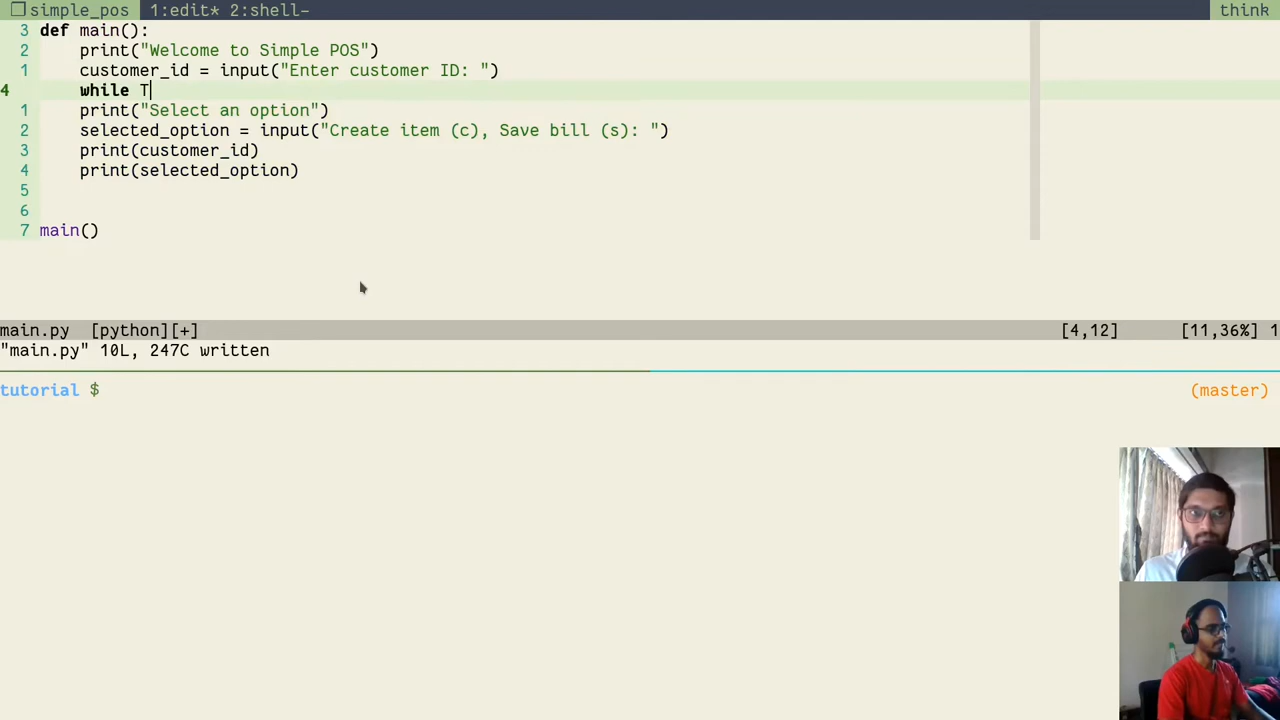 ❐ simple_pos 1:edit* 2:shell- think
3 def main():
2     print("Welcome to Simple POS")
1     customer_id = input("Enter customer ID: ")
4     while T
1     print("Select an option")
2     selected_option = input("Create item (c), Save bill (s): ")
3     print(customer_id)
4     print(selected_option)
5
6
7 main()
main.py [python][+] [4,12] [11,36%] 1
"main.py" 10L, 247C written
tutorial $ (master)